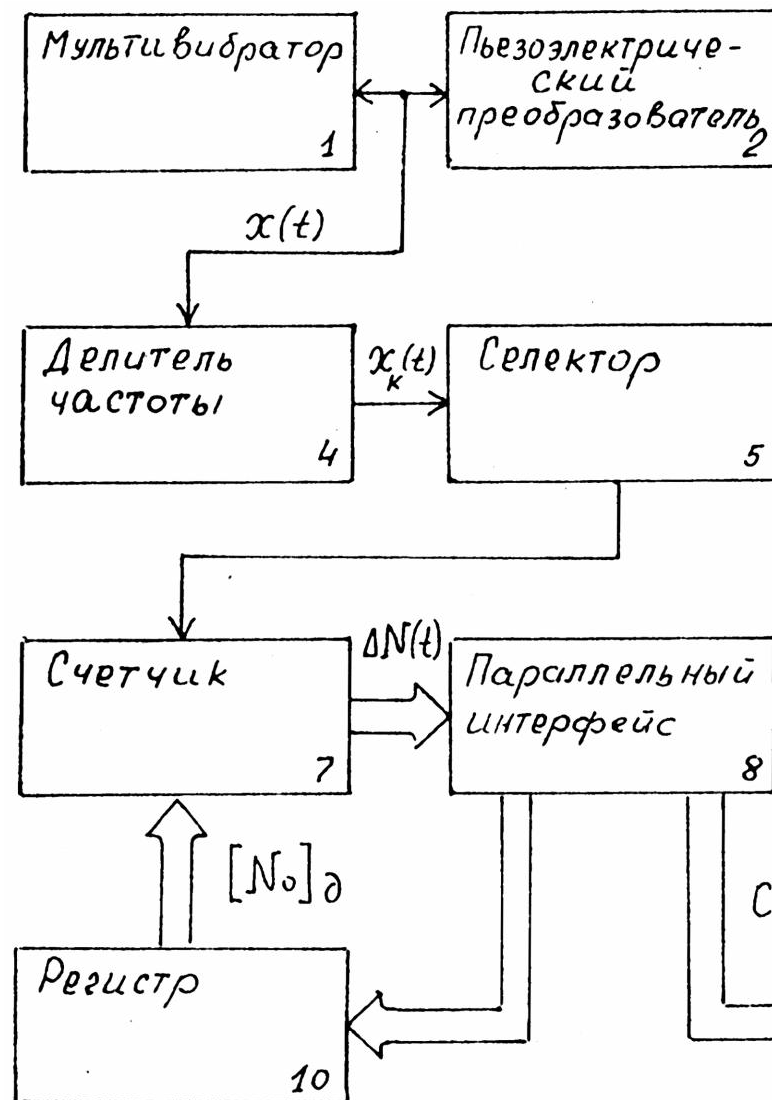 Мультивибратор
1
Пьезоэлектриче-
ский
преобразователь
2
x(t)
Делитель
частоты
4
xк(t)
Селектор
5
Счетчик
7
ΔN(t)
Параллельный
интерфейс
8
[N₀]д
С
Регистр
10